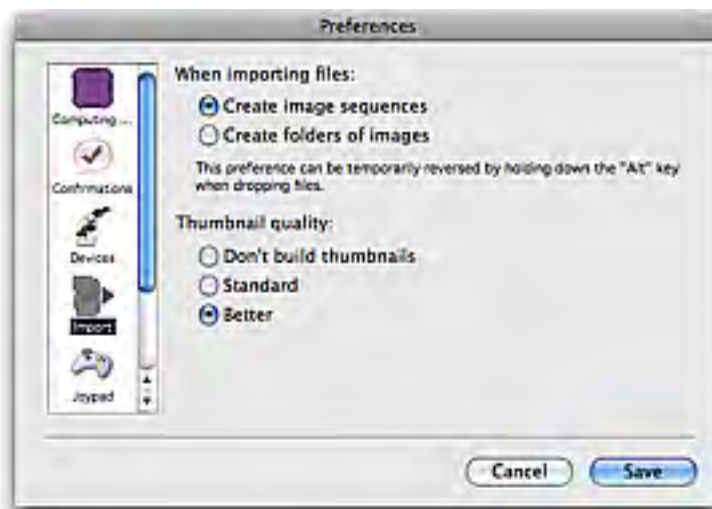 Preferences
Computing ...
Confirmations
Devices
Import
Joypad
When importing files:
Create image sequences
Create folders of images
This preference can be temporarily reversed by holding down the "Alt" key
when dropping files.
Thumbnail quality:
Don't build thumbnails
Standard
Better
Cancel
Save